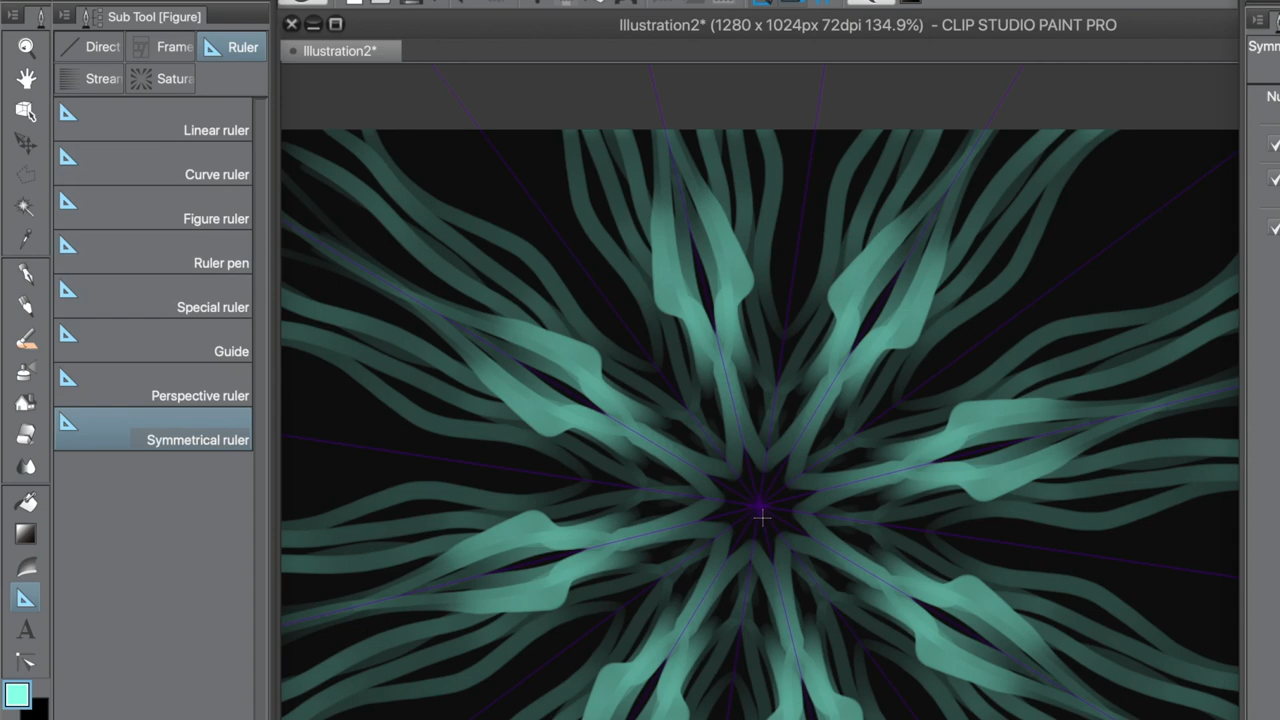 Sub Tool [Figure]
Illustration2* (1280 x 1024px 72dpi 134.9%) - CLIP STUDIO PAINT PRO
Direct
Frame
Ruler
Illustration2*
Symm
Strear
Satura
Nu
Linear ruler
Curve ruler
Figure ruler
Ruler pen
Special ruler
Guide
Perspective ruler
Symmetrical ruler
A